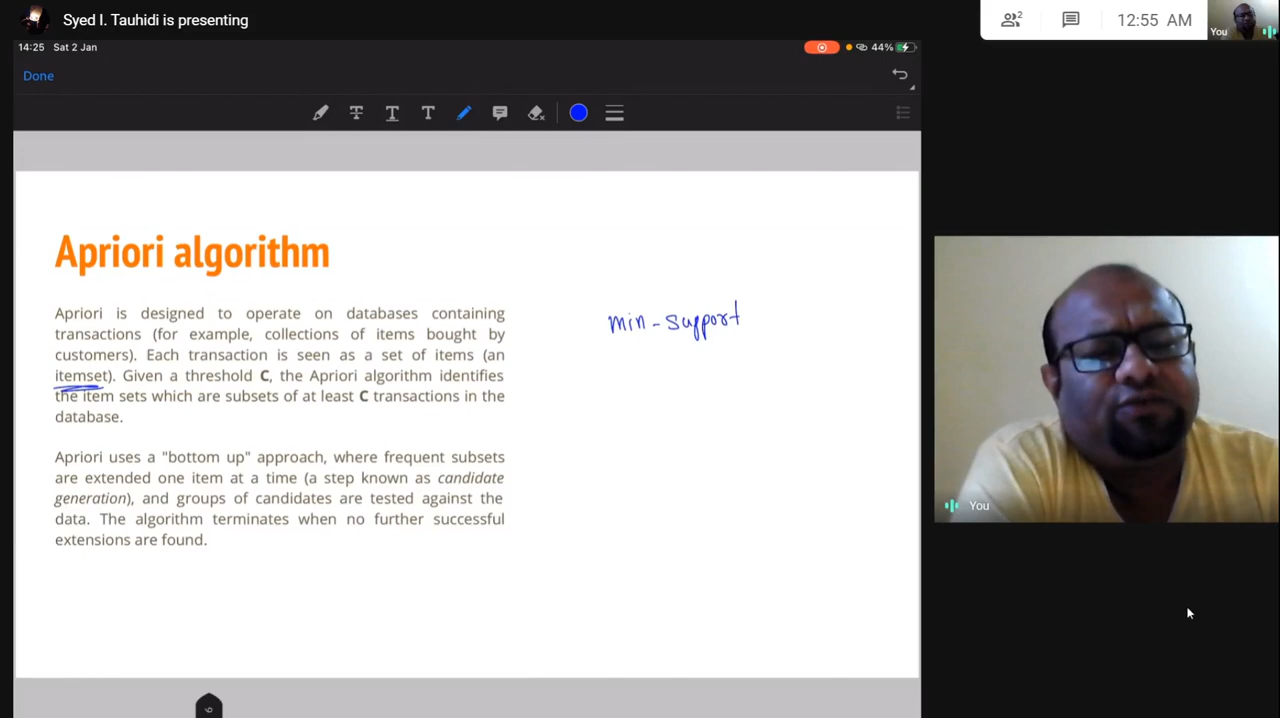 Syed I. Tauhidi is presenting
2
12:55 AM
You
14:25 Sat 2 Jan
44%
Done
T T T
Apriori algorithm
Apriori is designed to operate on databases containing
transactions (for example, collections of items bought by
customers). Each transaction is seen as a set of items (an
itemset). Given a threshold C, the Apriori algorithm identifies
the item sets which are subsets of at least C transactions in the
database.
min-support
Apriori uses a "bottom up" approach, where frequent subsets
are extended one item at a time (a step known as candidate
generation), and groups of candidates are tested against the
data. The algorithm terminates when no further successful
extensions are found.
You